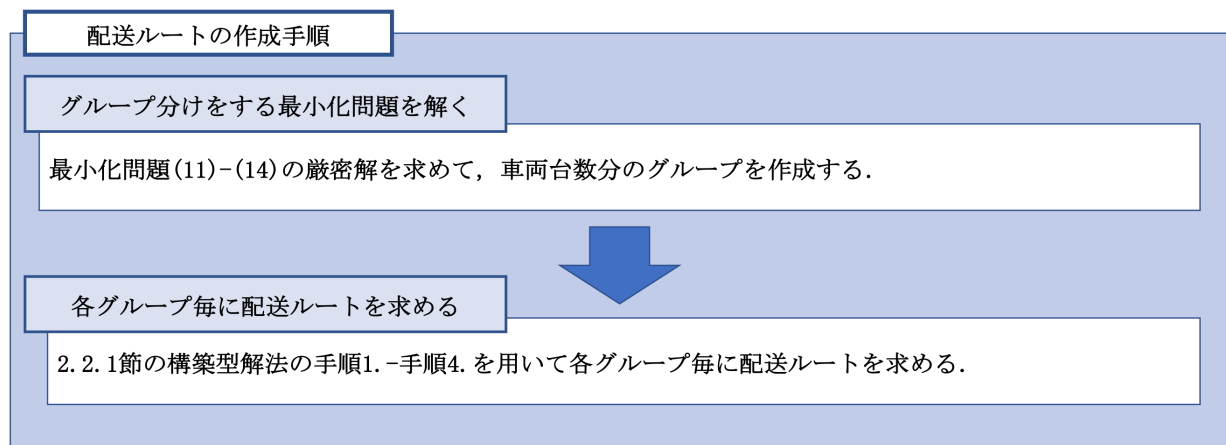 配送ルートの作成手順
グループ分けをする最小化問題を解く
最小化問題(11)-(14)の厳密解を求めて, 車両台数分のグループを作成する.
各グループ毎に配送ルートを求める
2.2.1節の構築型解法の手順1.-手順4.を用いて各グループ毎に配送ルートを求める.